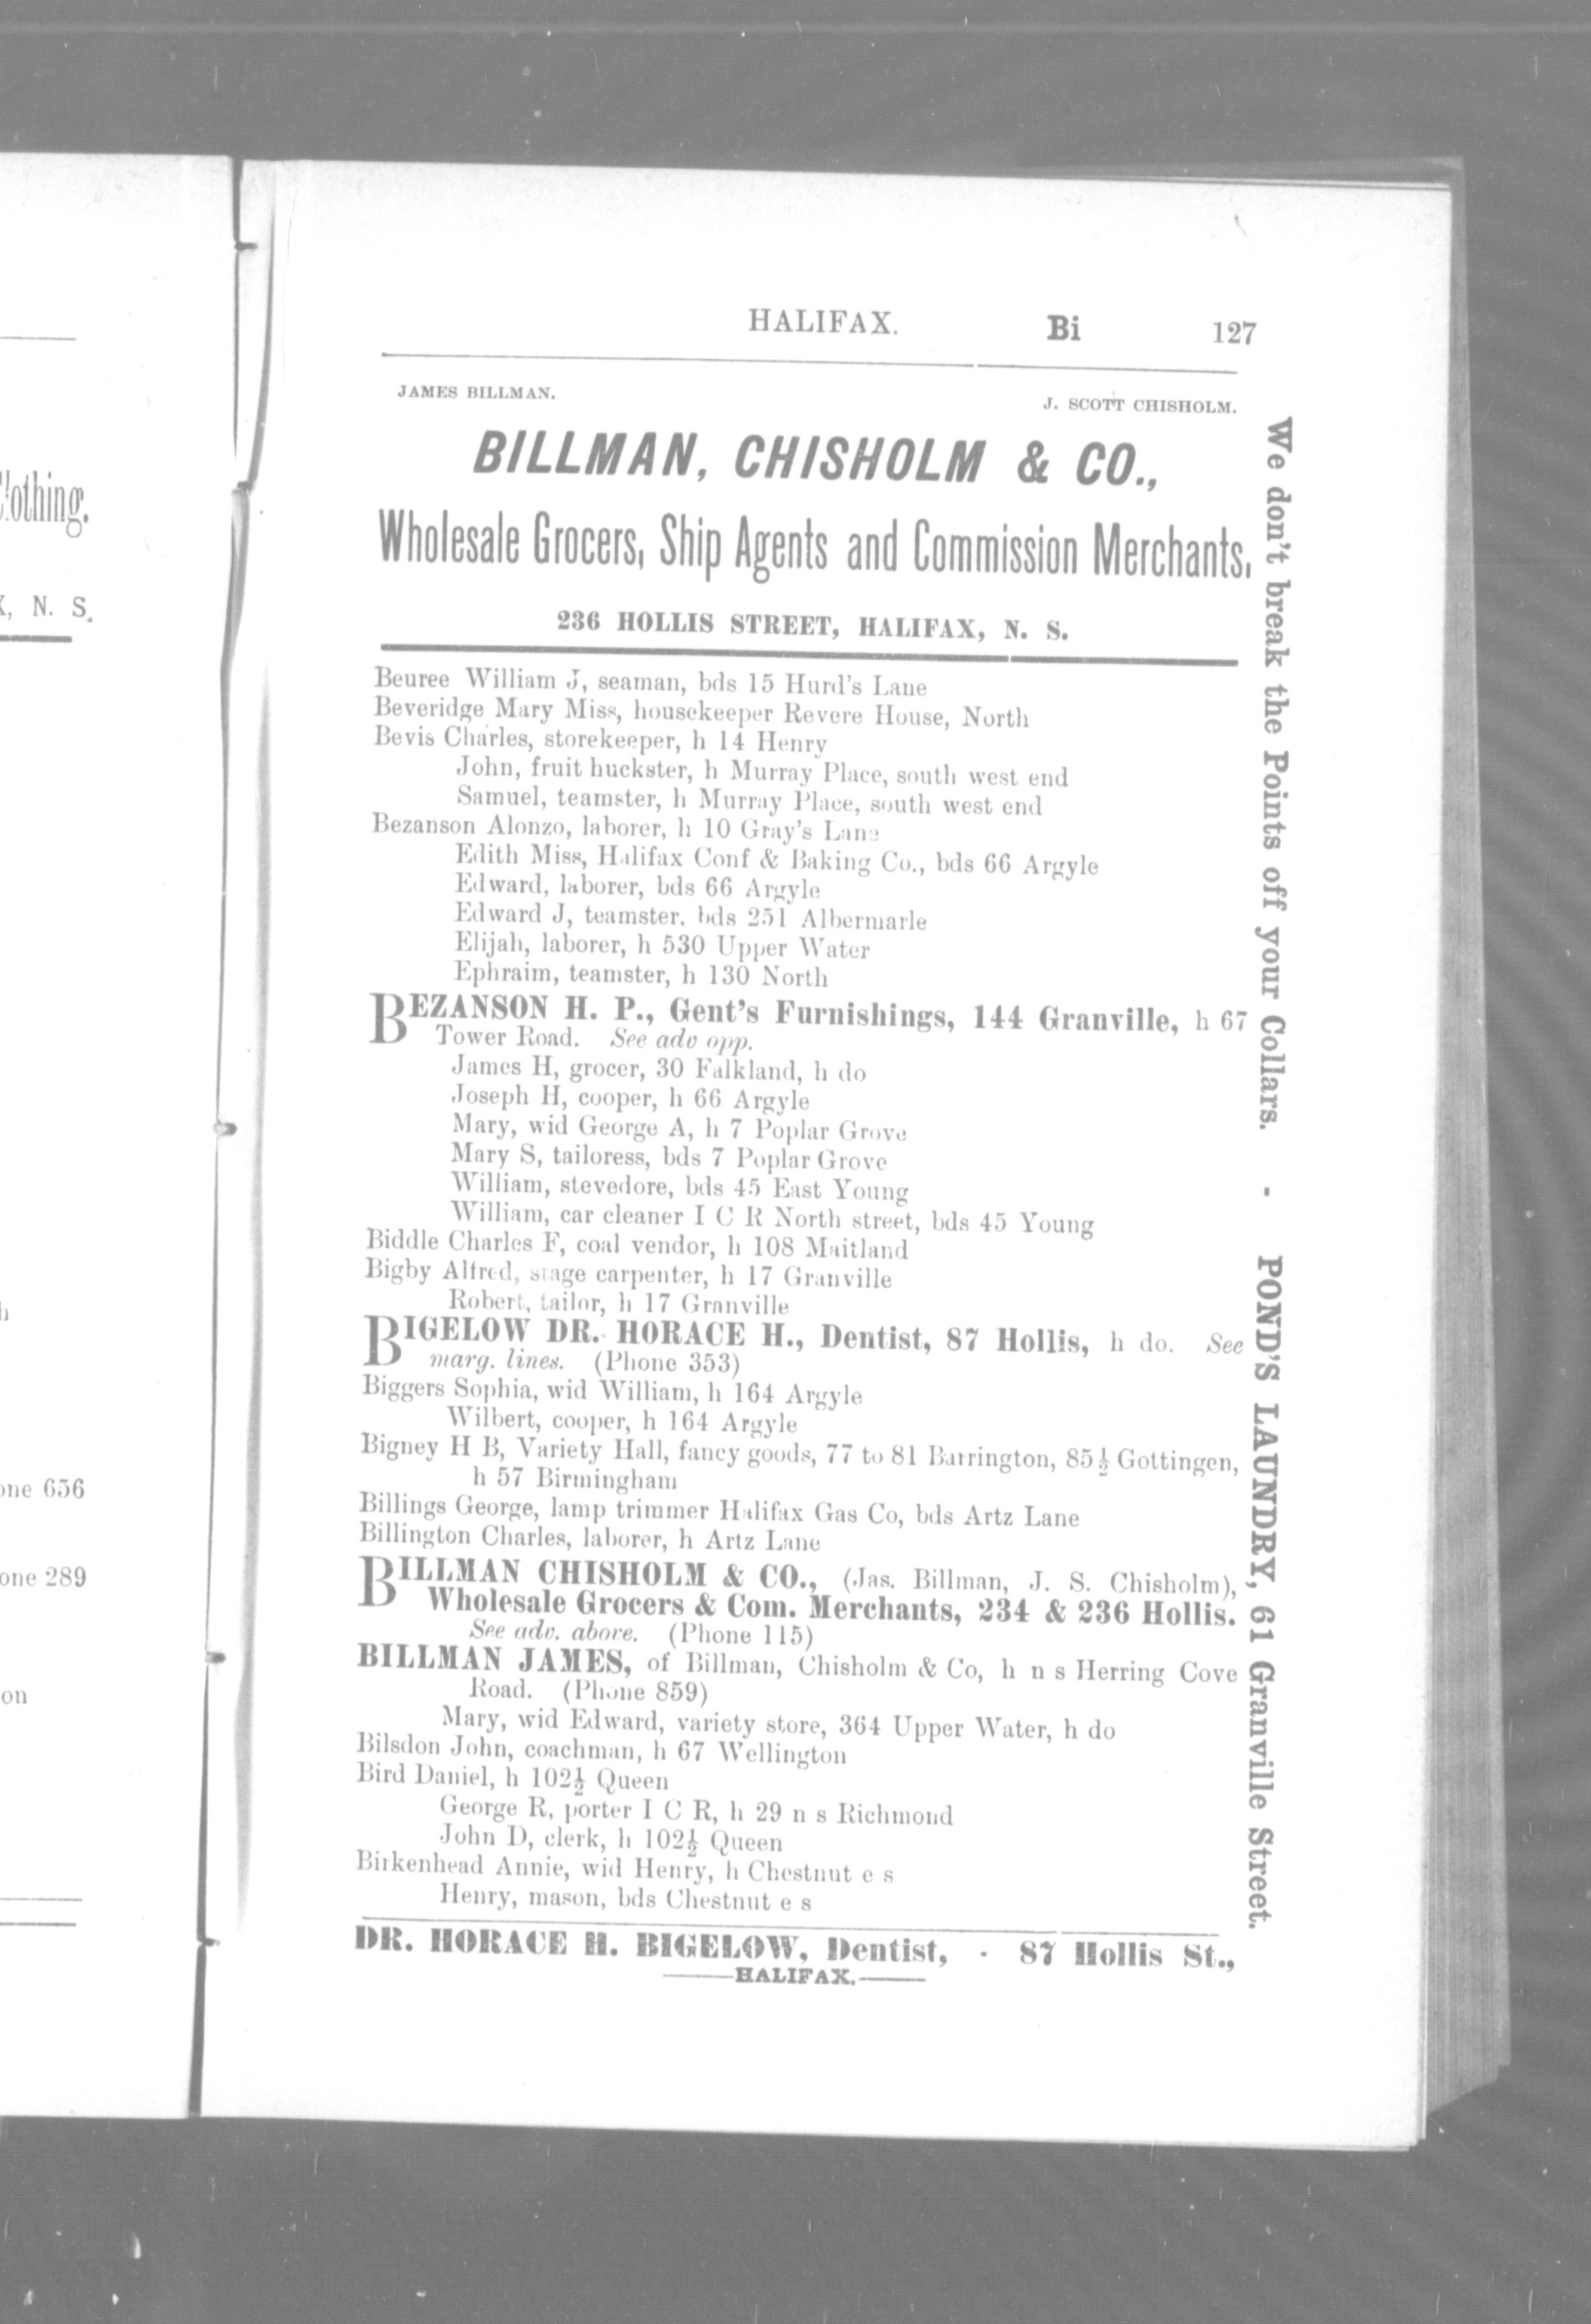 lothing.
N. S.
one 656
one 289
on
HALIFAX. Bi 127
JAMES BILLMAN. J. SCOTT CHISHOLM.
BILLMAN, CHISHOLM & CO.,
Wholesale Grocers, Ship Agents and Commission Merchants.
236 HOLLIS STREET, HALIFAX, N. S.
Beuree William J, seaman, bds 15 Hurd's Lane
Beveridge Mary Miss, housekeeper Revere House, North
Bevis Charles, storekeeper, h 14 Henry
John, fruit huckster, h Murray Place, south west end
Samuel, teamster, h Murray Place, south west end
Bezanson Alonzo, laborer, h 10 Gray's Lane
Edith Miss, Halifax Conf & Baking Co., bds 66 Argyle
Edward, laborer, bds 66 Argyle
Edward J, teamster. bds 251 Albermarle
Elijah, laborer, h 530 Upper Water
Ephraim, teamster, h 130 North
BEZANSON H. P., Gent's Furnishings, 144 Granville, h 67
Tower Road. See adv opp.
James H, grocer, 30 Falkland, h do
Joseph H, cooper, h 66 Argyle
Mary, wid George A, h 7 Poplar Grove
Mary S, tailoress, bds 7 Poplar Grove
William, stevedore, bds 45 East Young
William, car cleaner I C R North street, bds 45 Young
Biddle Charles F, coal vendor, h 108 Maitland
Bigby Alfred, stage carpenter, h 17 Granville
Robert, tailor, h 17 Granville
BIGELOW DR. HORACE H., Dentist, 87 Hollis, h do. See
marg. lines. (Phone 353)
Biggers Sophia, wid William, h 164 Argyle
Wilbert, cooper, h 164 Argyle
Bigney H B, Variety Hall, fancy goods, 77 to 81 Barrington, 85½ Gottingen,
h 57 Birmingham
Billings George, lamp trimmer Halifax Gas Co, bds Artz Lane
Billington Charles, laborer, h Artz Lane
BILLMAN CHISHOLM & CO., (Jas. Billman, J. S. Chisholm),
Wholesale Grocers & Com. Merchants, 234 & 236 Hollis.
See adv. above. (Phone 115)
BILLMAN JAMES, of Billman, Chisholm & Co, h n s Herring Cove
Road. (Phone 859)
Mary, wid Edward, variety store, 364 Upper Water, h do
Bilsdon John, coachman, h 67 Wellington
Bird Daniel, h 102½ Queen
George R, porter I C R, h 29 n s Richmond
John D, clerk, h 102½ Queen
Birkenhead Annie, wid Henry, h Chestnut e s
Henry, mason, bds Chestnut e s
DR. HORACE H. BIGELOW, Dentist, - 87 Hollis St.,
HALIFAX.
We don't break the Points off your Collars. - POND'S LAUNDRY, 61 Granville Street.